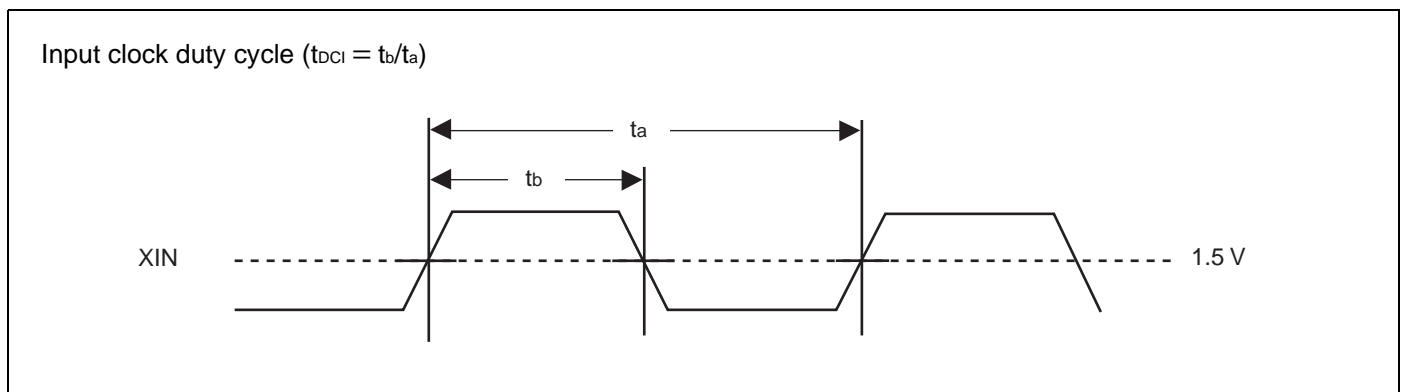 Input clock duty cycle (tDCI = tb/ta)
ta
tb
XIN
1.5 V